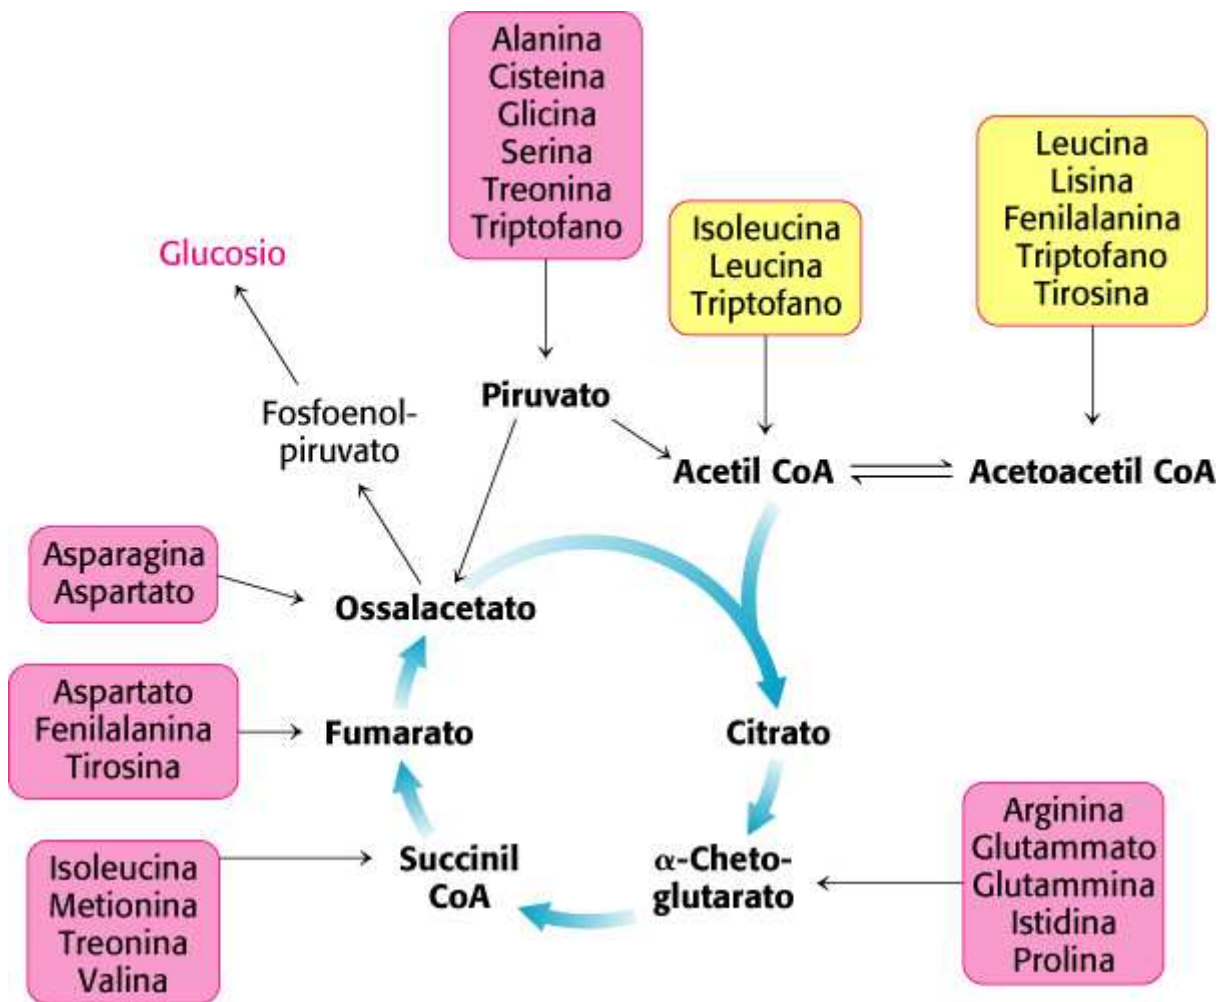 Alanina
Cisteina
Glicina
Serina
Treonina
Triptofano
Leucina
Lisina
Fenilalanina
Triptofano
Tirosina
Isoleucina
Leucina
Triptofano
Glucosio
Piruvato
Fosfoenol-
piruvato
Acetil CoA
Acetoacetil CoA
Asparagina
Aspartato
Ossalacetato
Aspartato
Fenilalanina
Tirosina
Fumarato
Citrato
Isoleucina
Metionina
Treonina
Valina
Succinil
CoA
α-Cheto-
glutarato
Arginina
Glutammato
Glutammina
Istidina
Prolina